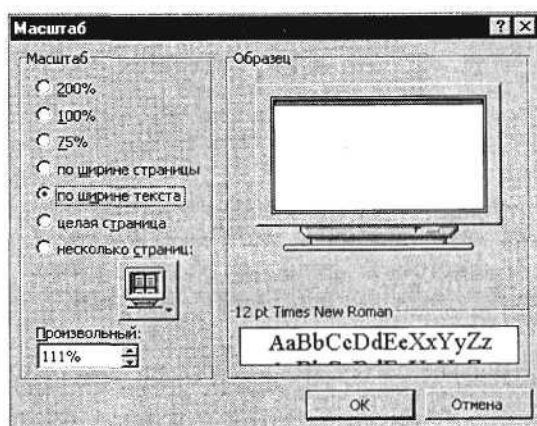 Масштаб
Масштаб
200%
100%
75%
по ширине страницы
по ширине текста
целая страница
несколько страниц:
Произвольный:
111%
Образец
12 pt Times New Roman
AaBbCcDdEeXxYyZz
ОК
Отмена